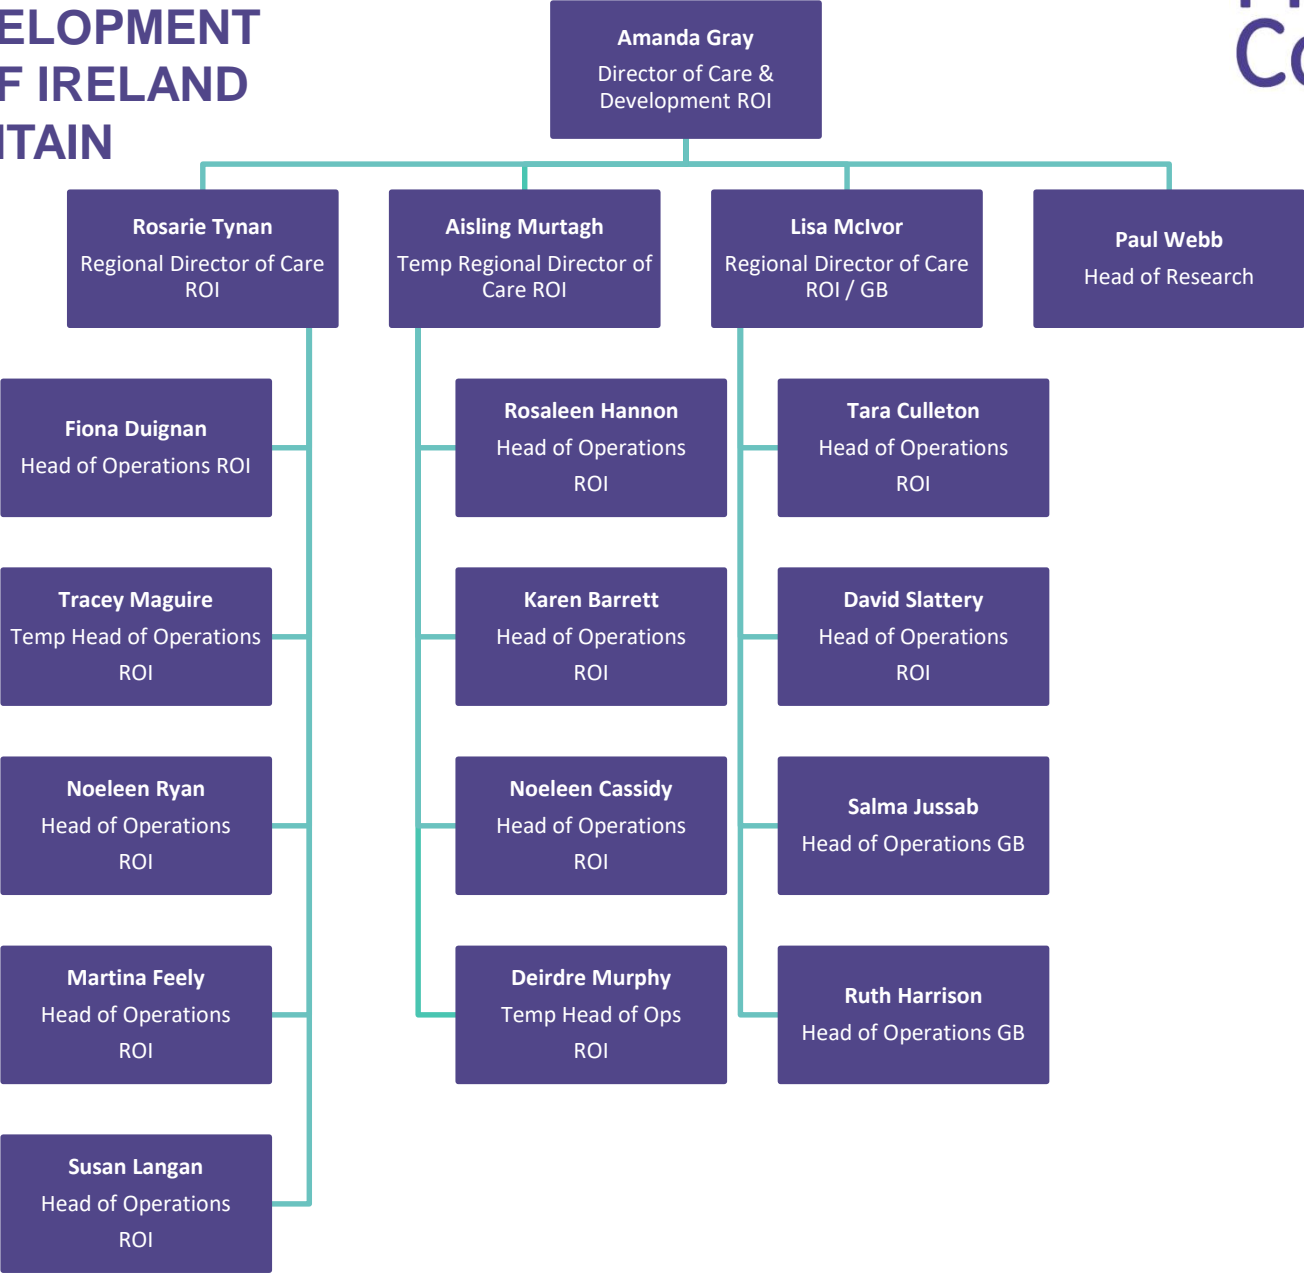 ELOPMENT
F IRELAND
ITAIN
Co
Amanda Gray
Director of Care &
Development ROI
Rosarie Tynan
Regional Director of Care
ROI
Aisling Murtagh
Temp Regional Director of
Care ROI
Lisa McIvor
Regional Director of Care
ROI / GB
Paul Webb
Head of Research
Fiona Duignan
Head of Operations ROI
Tracey Maguire
Temp Head of Operations
ROI
Noeleen Ryan
Head of Operations
ROI
Martina Feely
Head of Operations
ROI
Susan Langan
Head of Operations
ROI
Rosaleen Hannon
Head of Operations
ROI
Karen Barrett
Head of Operations
ROI
Noeleen Cassidy
Head of Operations
ROI
Deirdre Murphy
Temp Head of Ops
ROI
Tara Culleton
Head of Operations
ROI
David Slattery
Head of Operations
ROI
Salma Jussab
Head of Operations GB
Ruth Harrison
Head of Operations GB